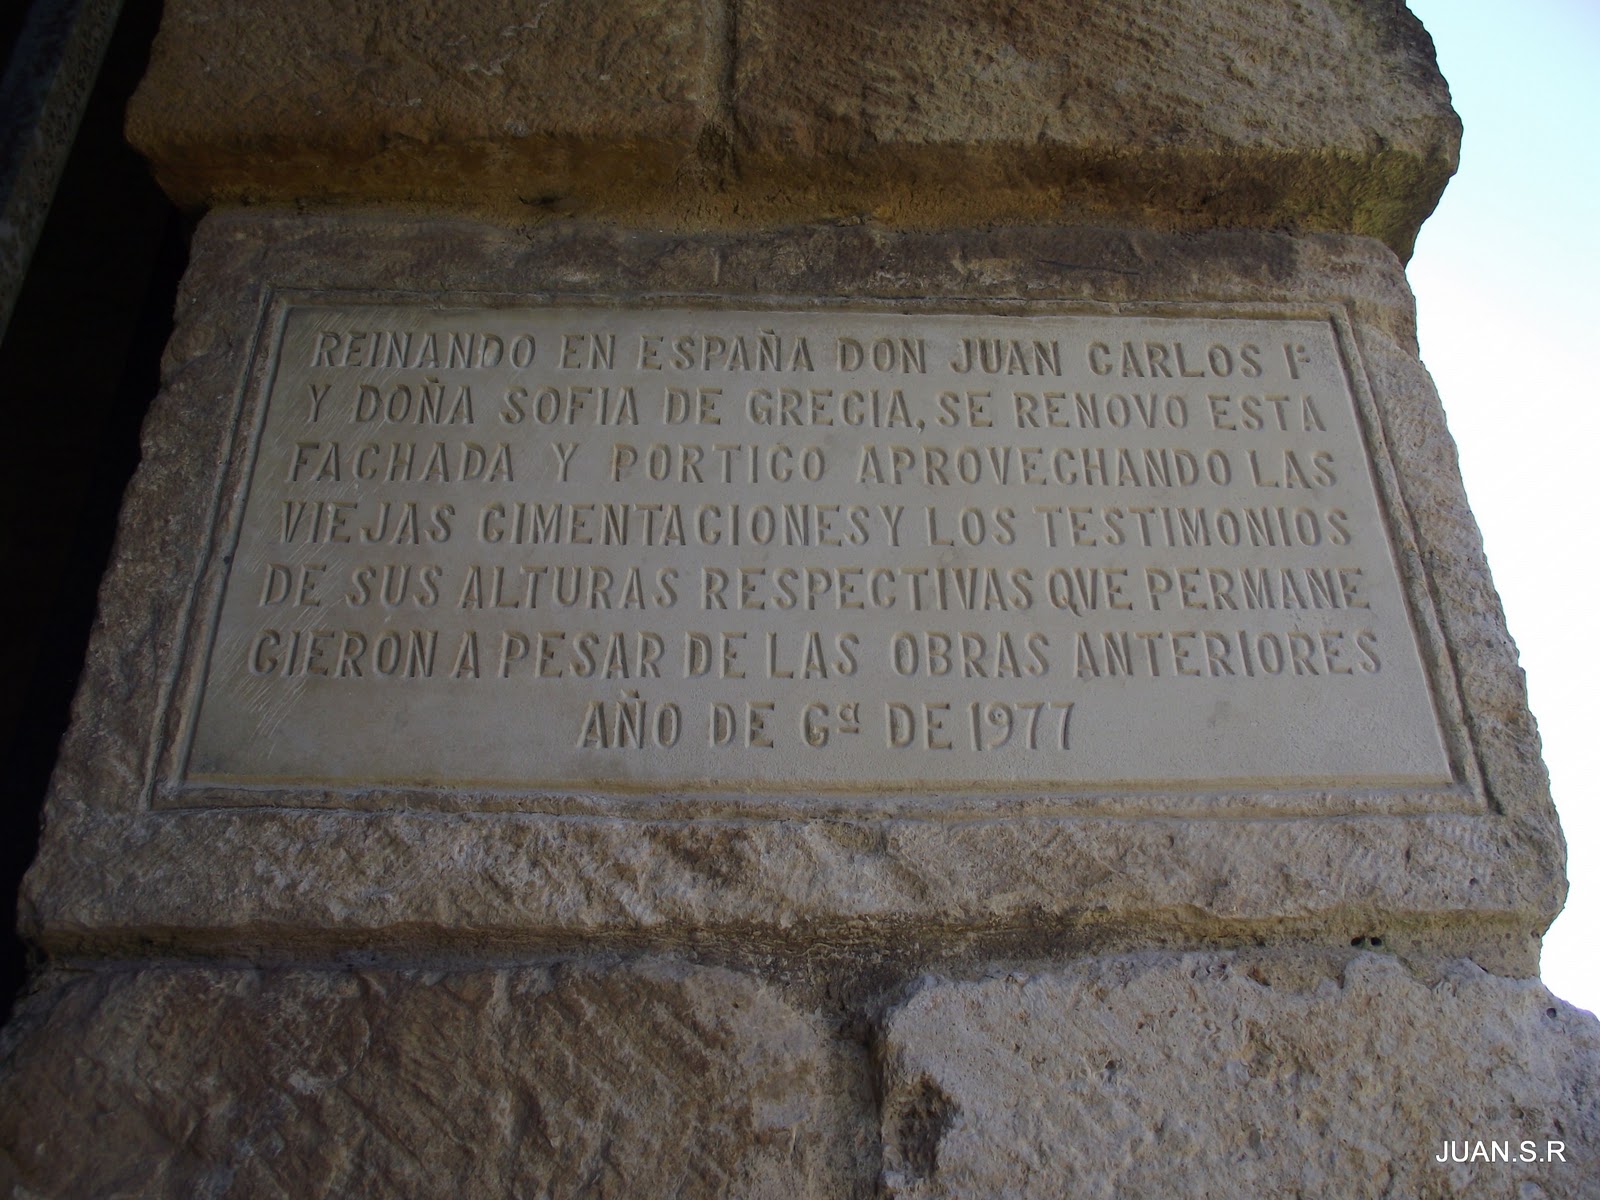 REINANDO EN ESPAÑA DON JUAN CARLOS Iº
Y DOÑA SOFIA DE GRECIA, SE RENOVO ESTA
FACHADA Y PORTICO APROVECHANDO LAS
VIEJAS CIMENTACIONES Y LOS TESTIMONIOS
DE SUS ALTURAS RESPECTIVAS QVE PERMANE
CIERON A PESAR DE LAS OBRAS ANTERIORES
AÑO DE Gª DE 1977
JUAN.S.R